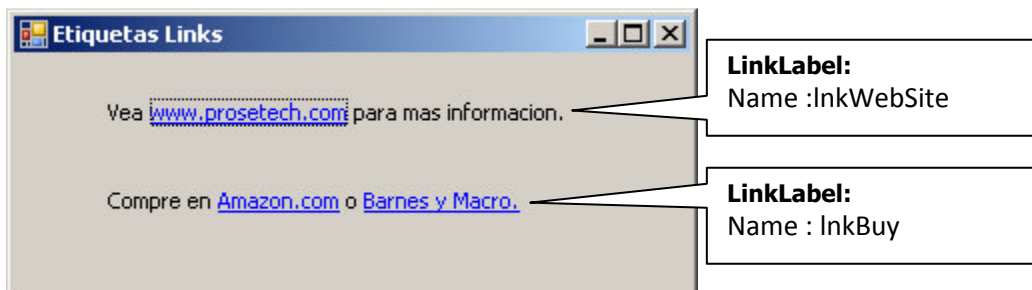 Etiquetas Links
LinkLabel:
Name :lnkWebSite
Vea www.prosetech.com para mas informacion.
LinkLabel:
Name : lnkBuy
Compre en Amazon.com o Barnes y Macro.